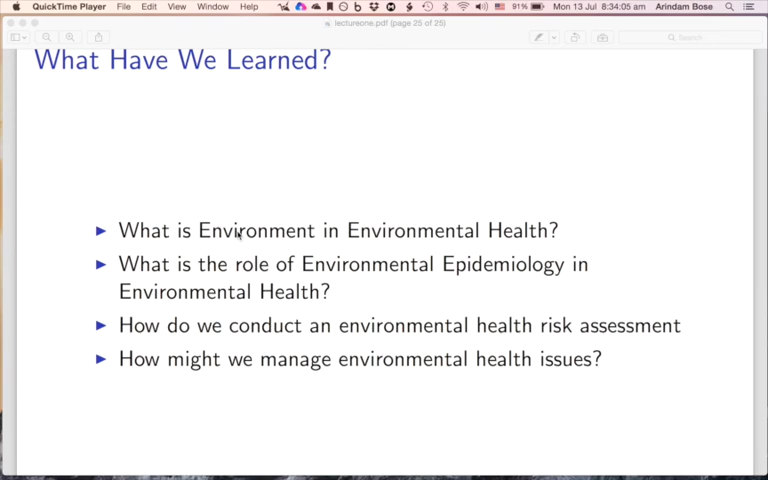 QuickTime Player File Edit View Window Help 91% Mon 13 Jul 8:34:05 am Arindam Bose
lectureone.pdf (page 25 of 25)
Search
What Have We Learned?
What is Environment in Environmental Health?
What is the role of Environmental Epidemiology in
Environmental Health?
How do we conduct an environmental health risk assessment
How might we manage environmental health issues?